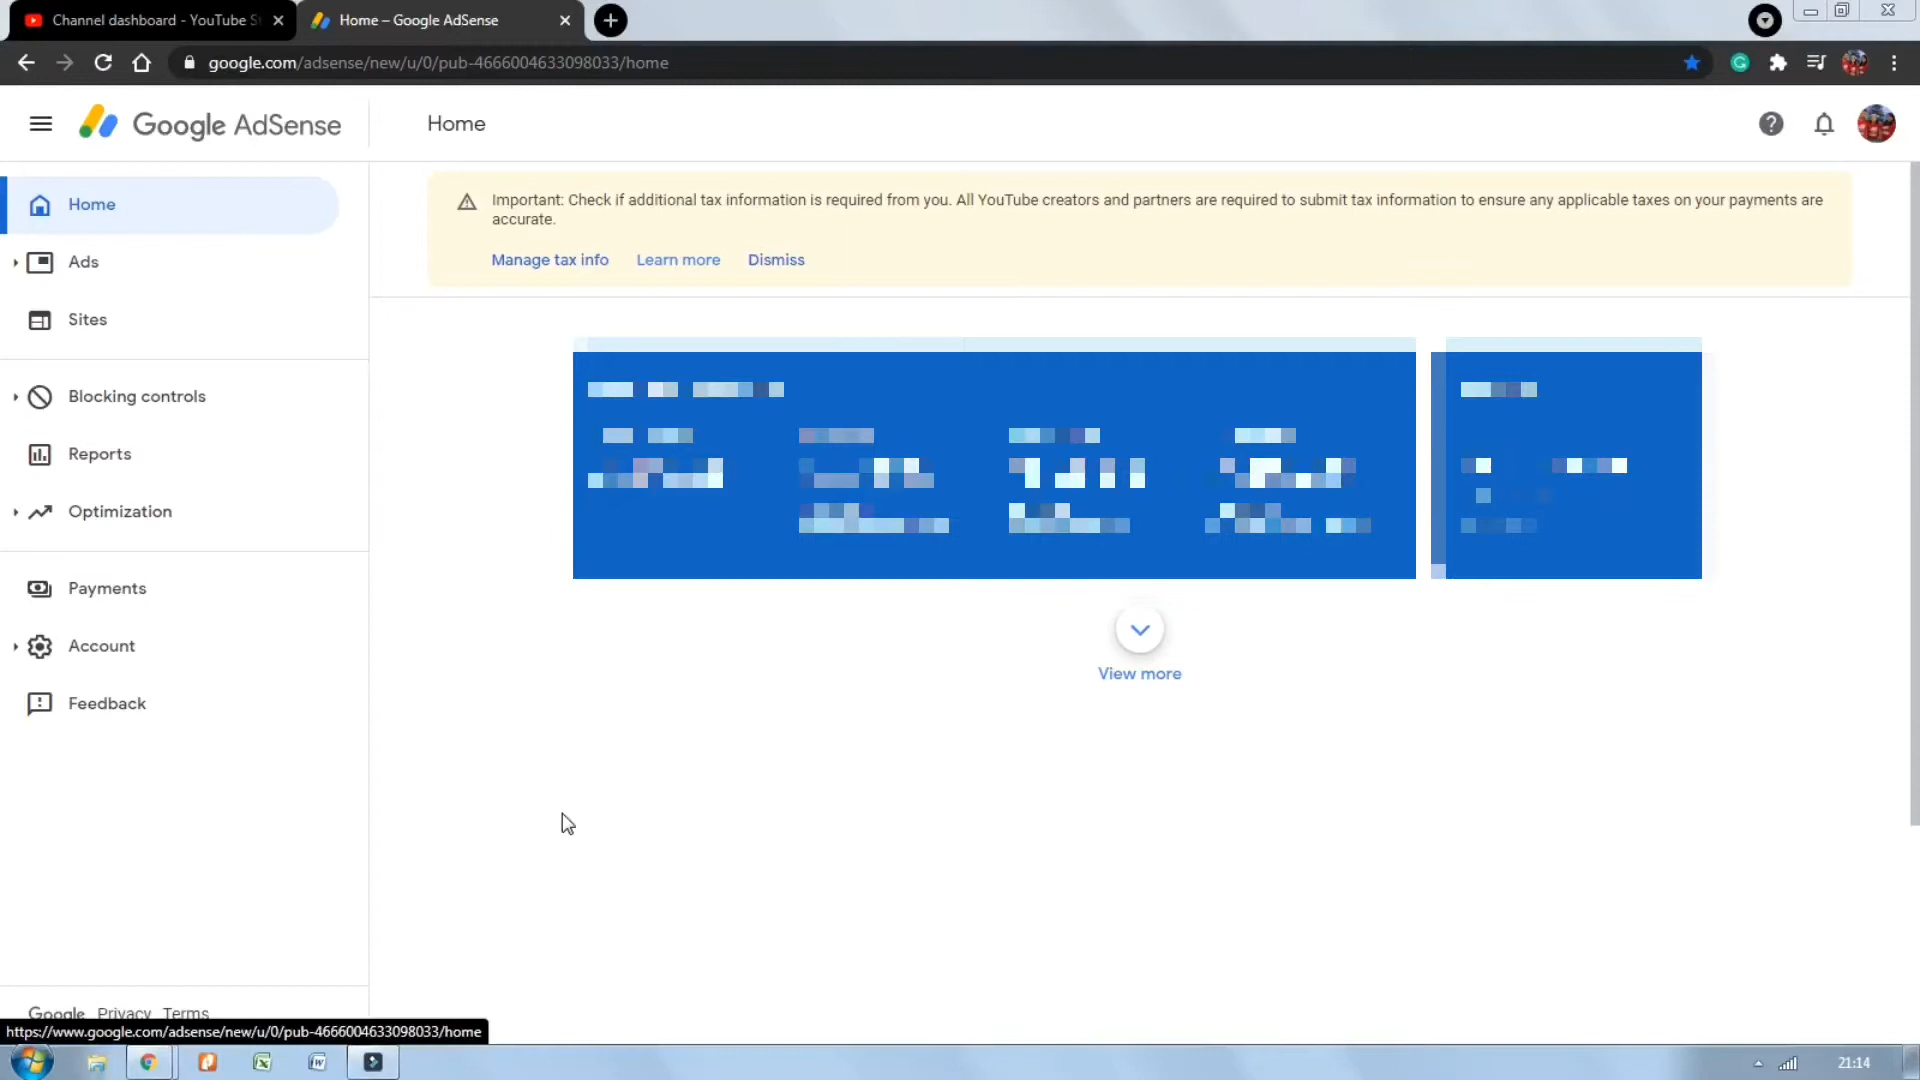 Channel dashboard - YouTube S
Home – Google AdSense
google.com/adsense/new/u/0/pub-4666004633098033/home
Google AdSense
Home
Home
Ads
Sites
Blocking controls
Reports
Optimization
Payments
Account
Feedback
Important: Check if additional tax information is required from you. All YouTube creators and partners are required to submit tax information to ensure any applicable taxes on your payments are
accurate.
Manage tax info Learn more Dismiss
View more
Google Privacy Terms
https://www.google.com/adsense/new/u/0/pub-4666004633098033/home
21:14